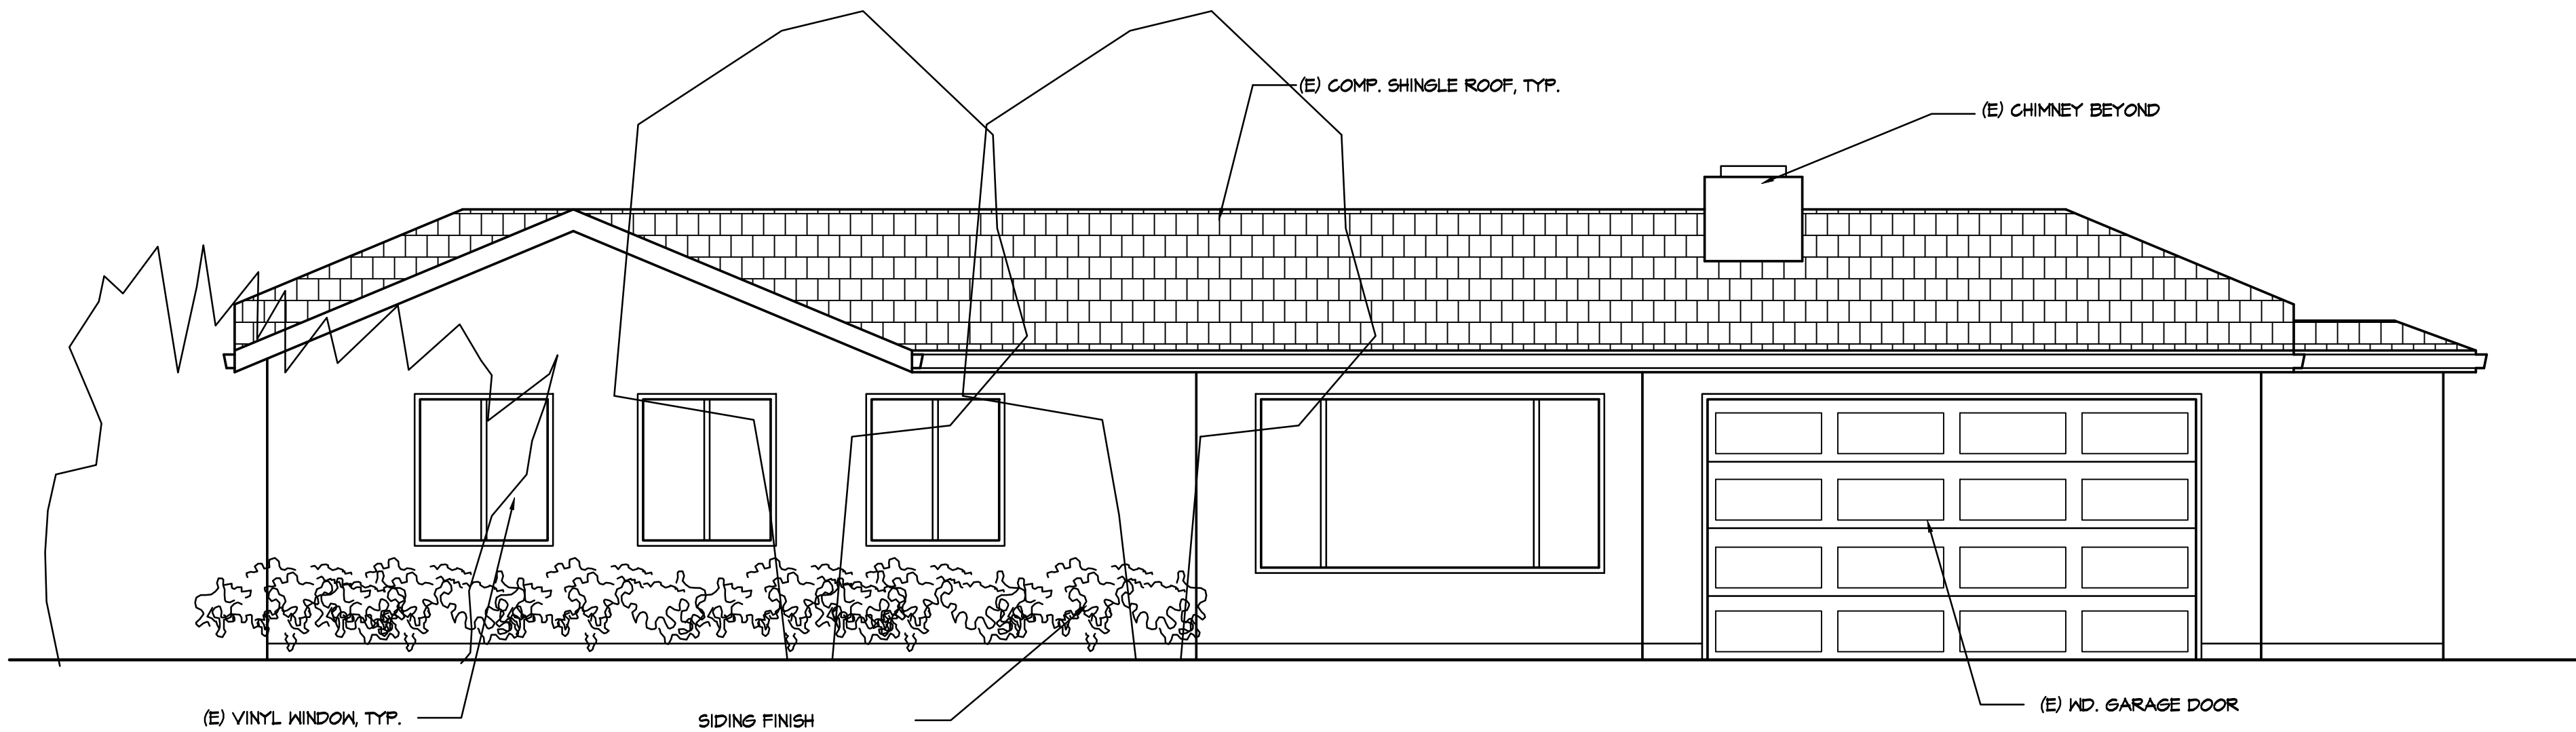 (E) COMP. SHINGLE ROOF, TYP.
(E) CHIMNEY BEYOND
(E) VINYL WINDOW, TYP.
SIDING FINISH
(E) WD. GARAGE DOOR